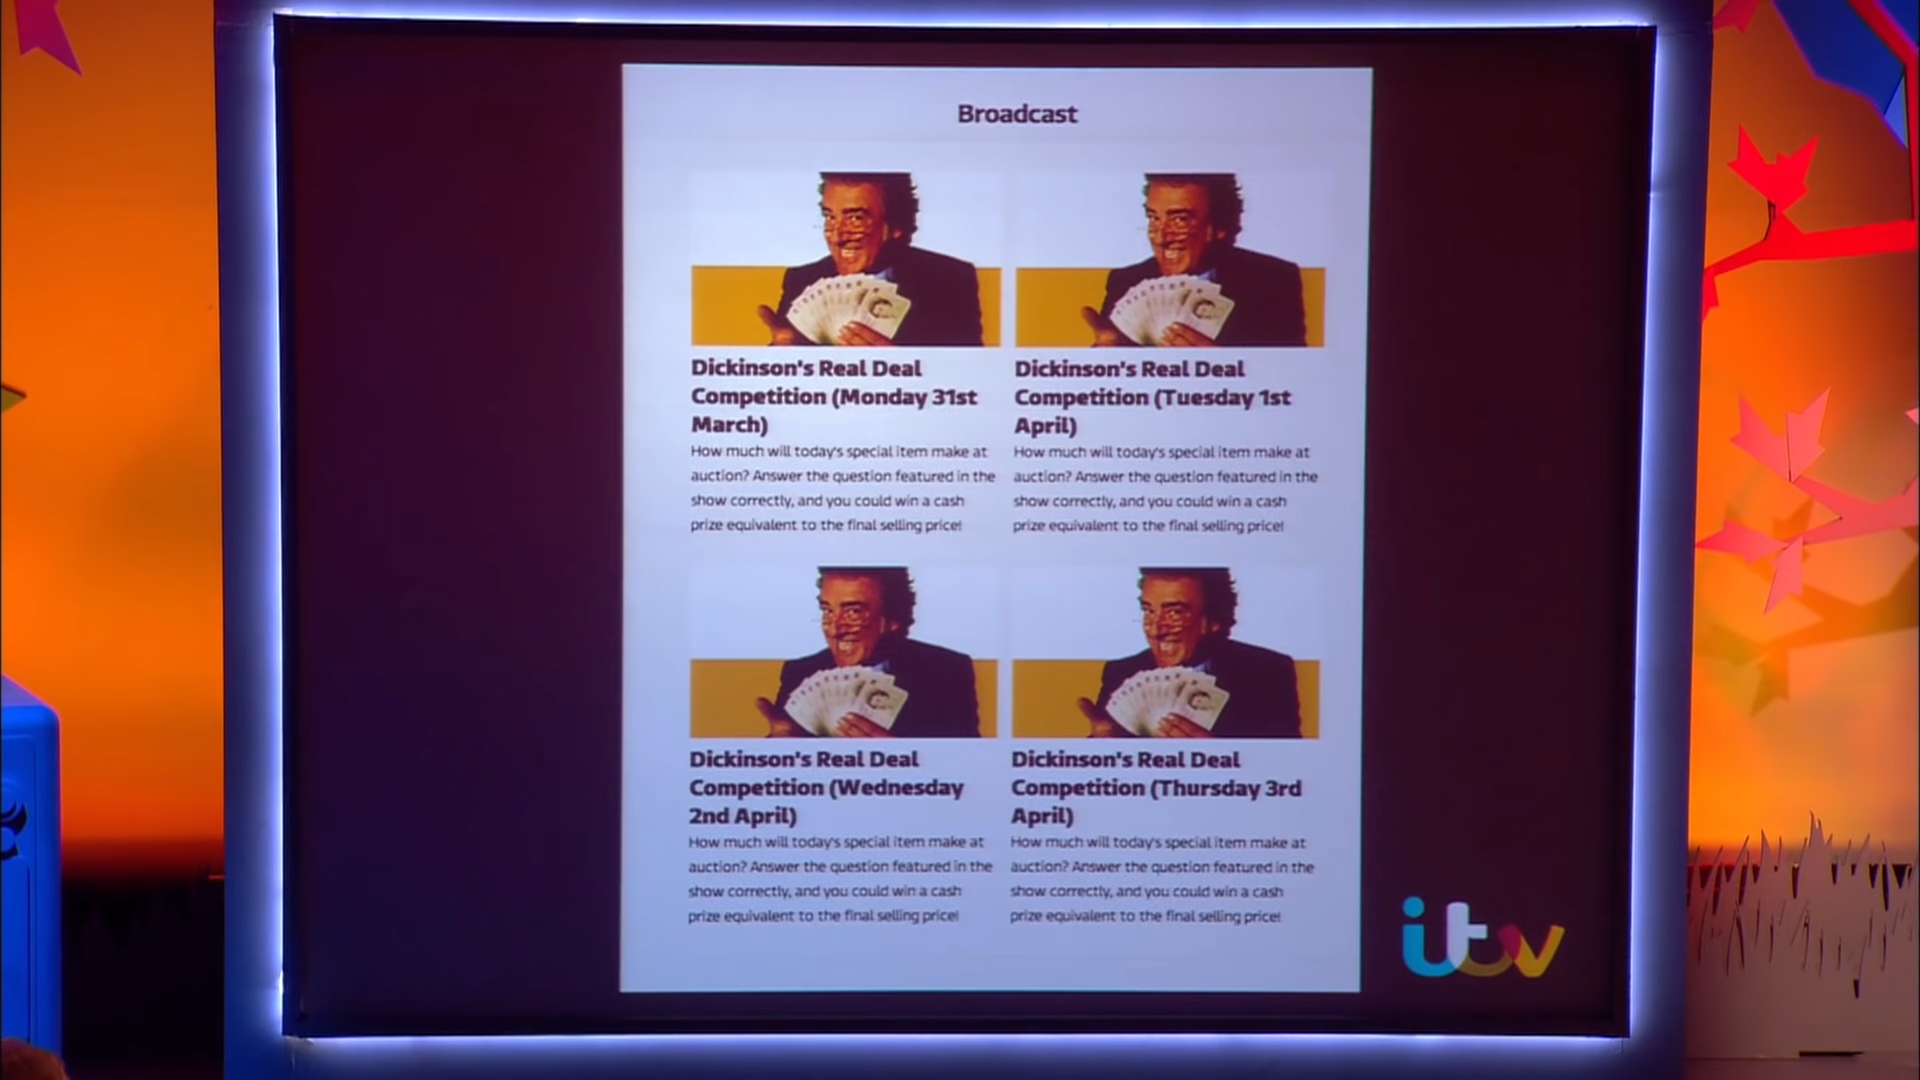 Broadcast
Dickinson's Real Deal
Competition (Monday 31st
March)
How much will today's special item make at
auction? Answer the question featured in the
show correctly, and you could win a cash
prize equivalent to the final selling price!
Dickinson's Real Deal
Competition (Tuesday 1st
April)
How much will today's special item make at
auction? Answer the question featured in the
show correctly, and you could win a cash
prize equivalent to the final selling price!
Dickinson's Real Deal
Competition (Wednesday
2nd April)
How much will today's special item make at
auction? Answer the question featured in the
show correctly, and you could win a cash
prize equivalent to the final selling price!
Dickinson's Real Deal
Competition (Thursday 3rd
April)
How much will today's special item make at
auction? Answer the question featured in the
show correctly, and you could win a cash
prize equivalent to the final selling price!
itv